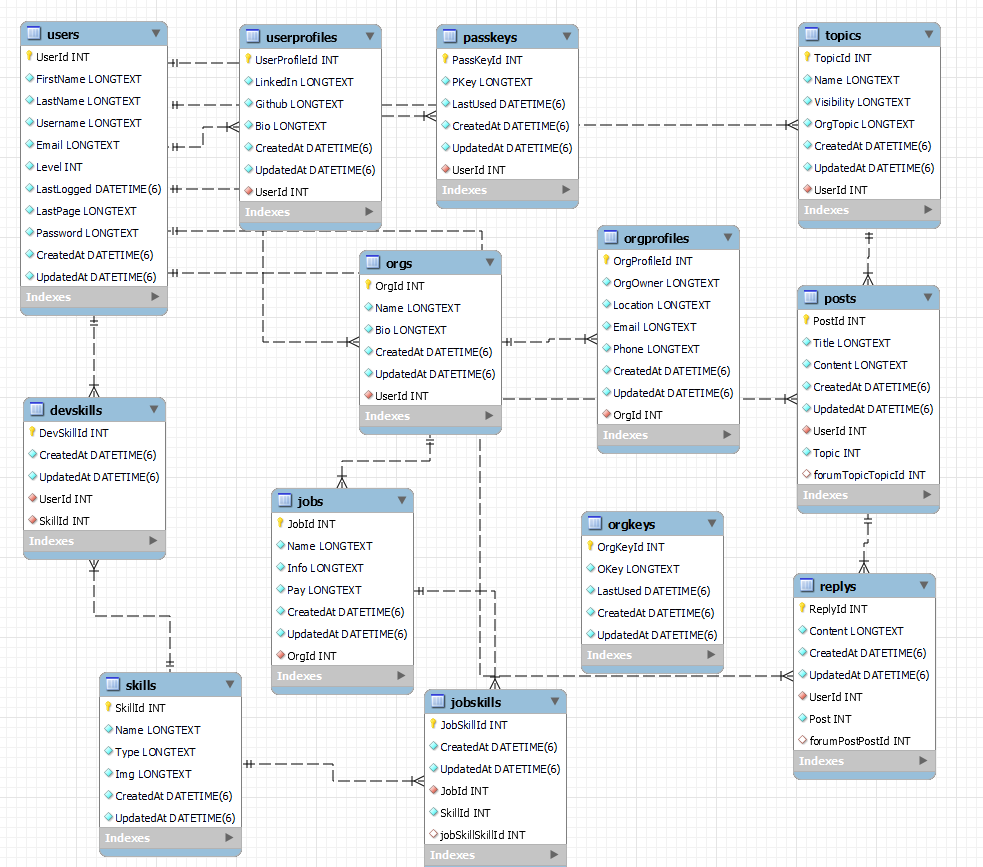 users
UserId INT
FirstName LONGTEXT
LastName LONGTEXT
Username LONGTEXT
Email LONGTEXT
Level INT
LastLogged DATETIME(6)
LastPage LONGTEXT
Password LONGTEXT
CreatedAt DATETIME(6)
UpdatedAt DATETIME(6)
Indexes
userprofiles
UserProfileId INT
LinkedIn LONGTEXT
Github LONGTEXT
Bio LONGTEXT
CreatedAt DATETIME(6)
UpdatedAt DATETIME(6)
UserId INT
Indexes
passkeys
PassKeyId INT
PKey LONGTEXT
LastUsed DATETIME(6)
CreatedAt DATETIME(6)
UpdatedAt DATETIME(6)
UserId INT
Indexes
topics
TopicId INT
Name LONGTEXT
Visibility LONGTEXT
OrgTopic LONGTEXT
CreatedAt DATETIME(6)
UpdatedAt DATETIME(6)
UserId INT
Indexes
orgs
OrgId INT
Name LONGTEXT
Bio LONGTEXT
CreatedAt DATETIME(6)
UpdatedAt DATETIME(6)
UserId INT
Indexes
orgprofiles
OrgProfileId INT
OrgOwner LONGTEXT
Location LONGTEXT
Email LONGTEXT
Phone LONGTEXT
CreatedAt DATETIME(6)
UpdatedAt DATETIME(6)
OrgId INT
Indexes
posts
PostId INT
Title LONGTEXT
Content LONGTEXT
CreatedAt DATETIME(6)
UpdatedAt DATETIME(6)
UserId INT
Topic INT
forumTopicTopicId INT
Indexes
devskills
DevSkillId INT
CreatedAt DATETIME(6)
UpdatedAt DATETIME(6)
UserId INT
SkillId INT
Indexes
jobs
JobId INT
Name LONGTEXT
Info LONGTEXT
Pay LONGTEXT
CreatedAt DATETIME(6)
UpdatedAt DATETIME(6)
OrgId INT
Indexes
orgkeys
OrgKeyId INT
OKey LONGTEXT
LastUsed DATETIME(6)
CreatedAt DATETIME(6)
UpdatedAt DATETIME(6)
Indexes
replys
ReplyId INT
Content LONGTEXT
CreatedAt DATETIME(6)
UpdatedAt DATETIME(6)
UserId INT
Post INT
forumPostPostId INT
Indexes
skills
SkillId INT
Name LONGTEXT
Type LONGTEXT
Img LONGTEXT
CreatedAt DATETIME(6)
UpdatedAt DATETIME(6)
Indexes
jobskills
JobSkillId INT
CreatedAt DATETIME(6)
UpdatedAt DATETIME(6)
JobId INT
SkillId INT
jobSkillSkillId INT
Indexes